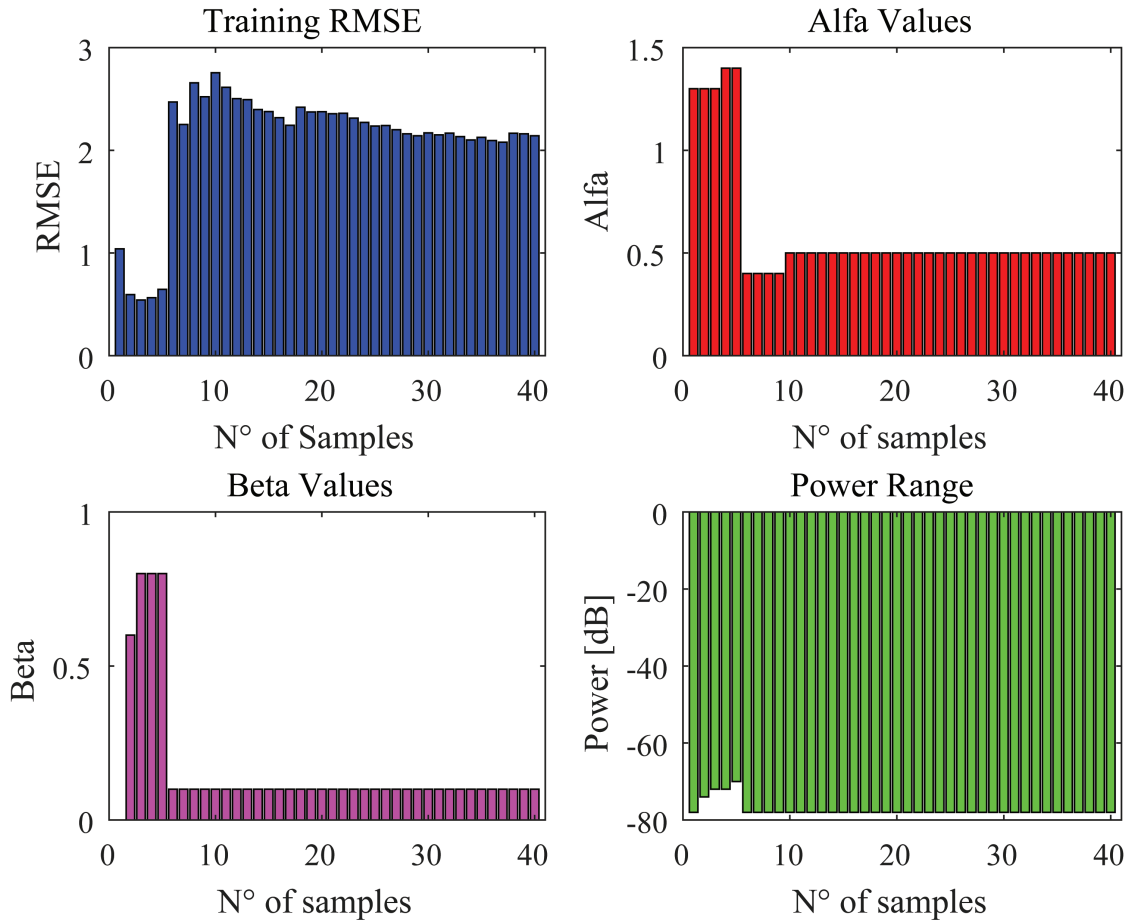 Training RMSE
3
2
1
0
RMSE
0 10 20 30 40
N° of Samples
Alfa Values
1.5
1
0.5
0
Alfa
0 10 20 30 40
N° of samples
Beta Values
1
0.5
0
Beta
0 10 20 30 40
N° of samples
Power Range
0
-20
-40
-60
-80
Power [dB]
0 10 20 30 40
N° of samples